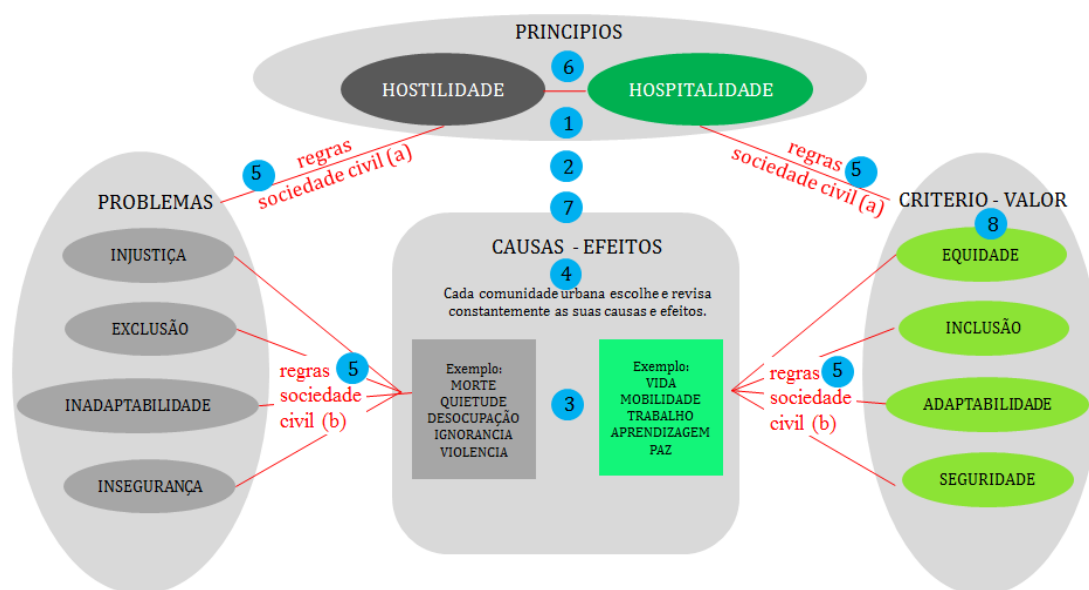 PRINCIPIOS
6
HOSTILIDADE
HOSPITALIDADE
1
regras
sociedade civil (a)
5
regras
sociedade civil (a)
5
2
7
PROBLEMAS
INJUSTIÇA
EXCLUSÃO
INADAPTABILIDADE
INSEGURANÇA
5
regras
sociedade
civil (b)
CAUSAS - EFEITOS
4
Cada comunidade urbana escolhe e revisa
constantemente as suas causas e efeitos.
Exemplo:
MORTE
QUIETUDE
DESOCUPAÇÃO
IGNORANCIA
VIOLENCIA
3
Exemplo:
VIDA
MOBILIDADE
TRABALHO
APRENDIZAGEM
PAZ
regras
5
sociedade
civil (b)
CRITERIO - VALOR
8
EQUIDADE
INCLUSÃO
ADAPTABILIDADE
SEGURIDADE